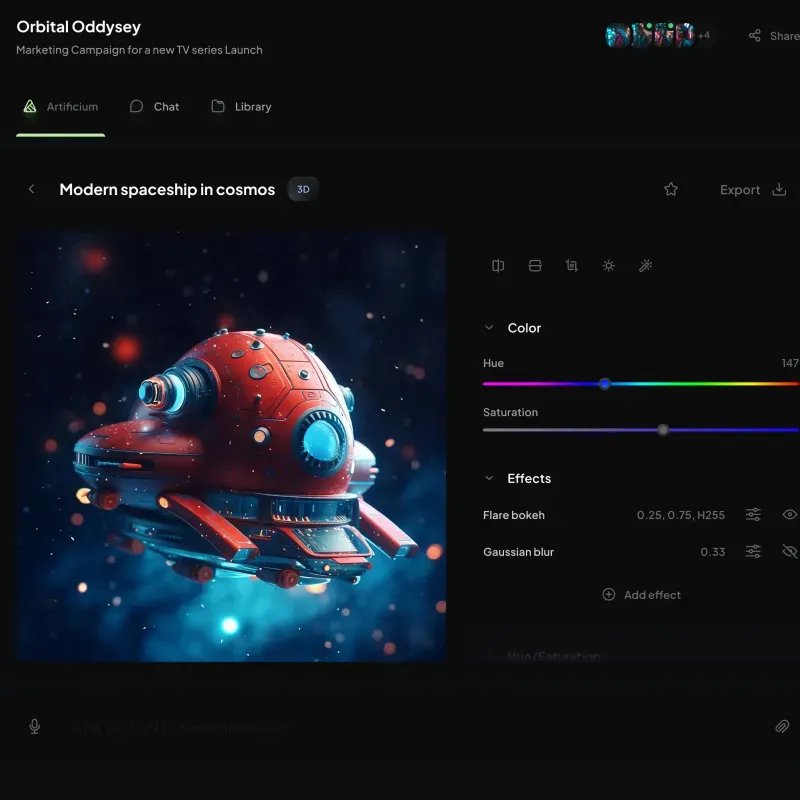 Orbital Oddysey
Marketing Campaign for a new TV series Launch
+4
Share
Artificium
Chat
Library
Modern spaceship in cosmos
3D
Export
Color
Hue
147
Saturation
Effects
Flare bokeh
0.25, 0.75, H255
Gaussian blur
0.33
Add effect
Hue/Saturation